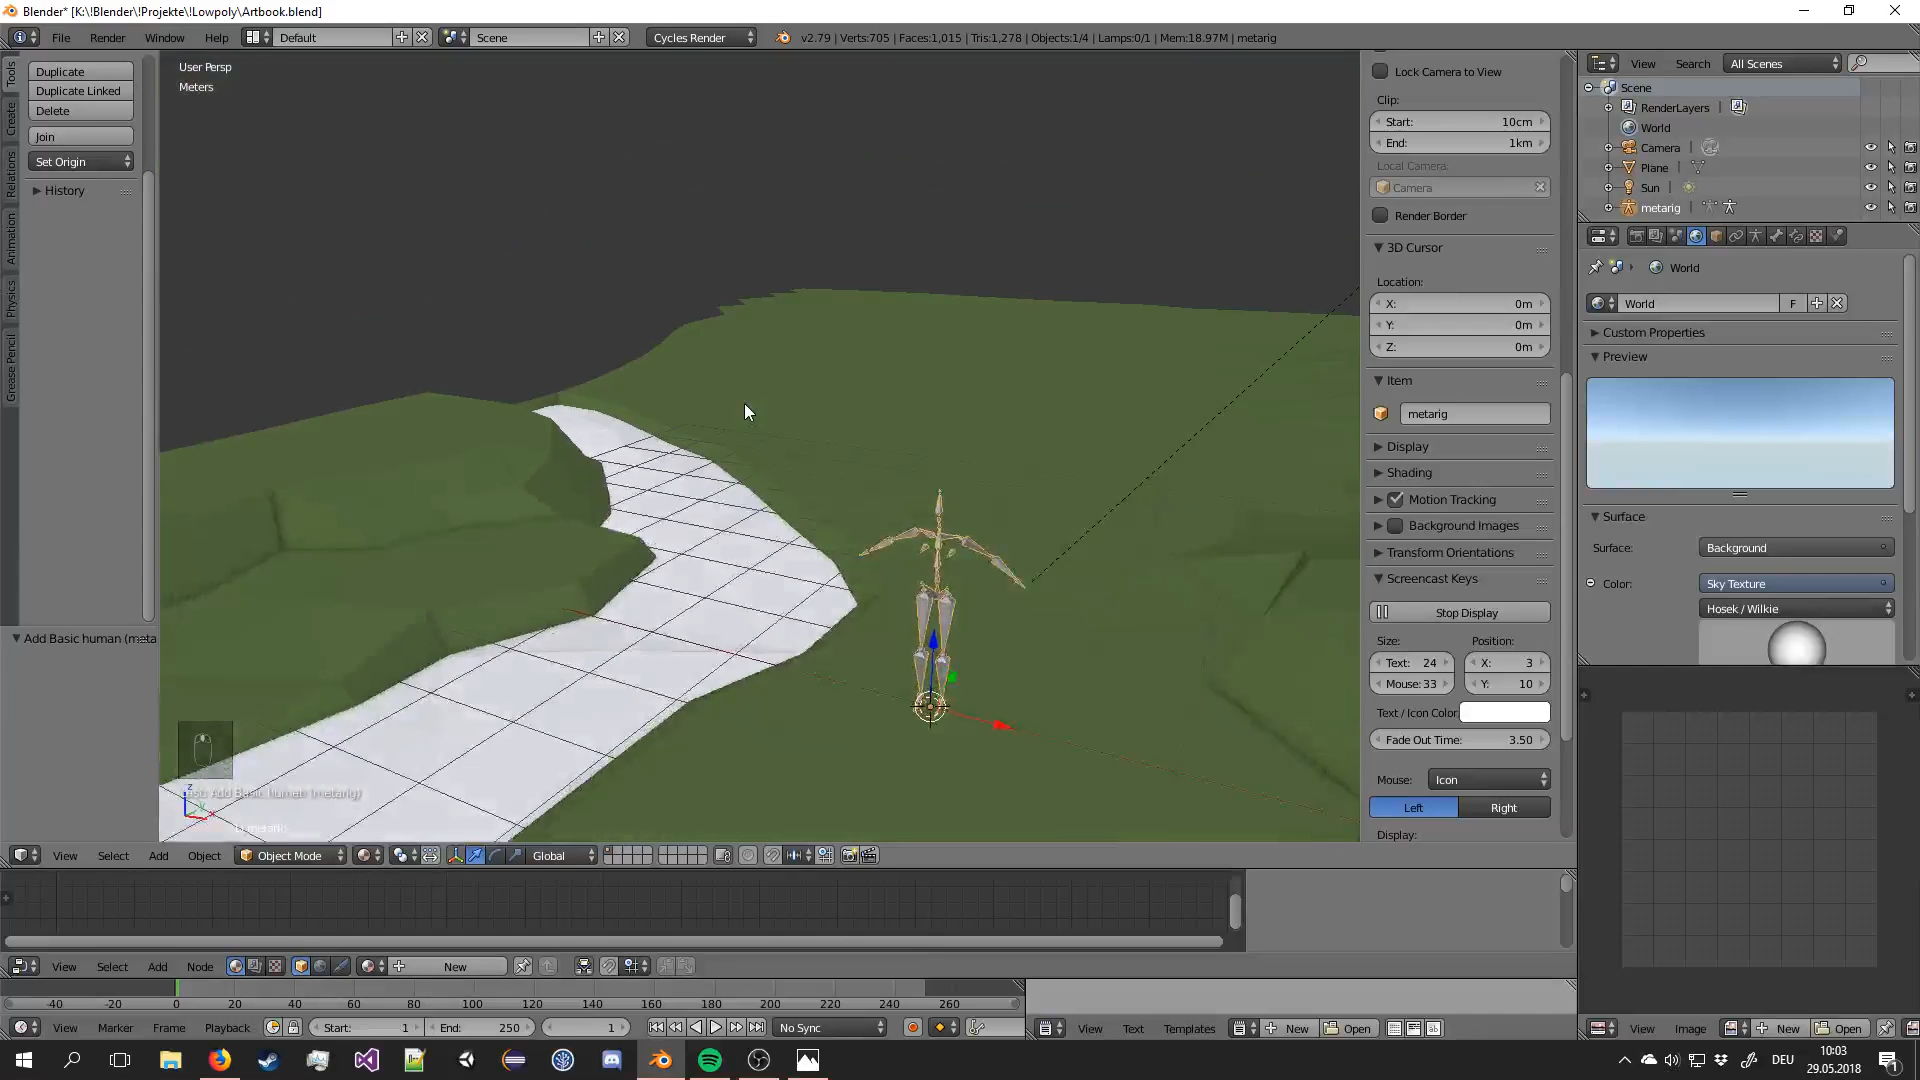 Blender* [K:\!Blender\!Projekte\!Lowpoly\Artbook.blend]
File Render Window Help Default Scene Cycles Render v2.79 | Verts:705 | Faces:1,015 | Tris:1,278 | Objects:1/4 | Lamps:0/1 | Mem:18.97M | metarig
Tools
Create
Relations
Animation
Physics
Grease Pencil
Duplicate
Duplicate Linked
Delete
Join
Set Origin
History
Add Basic human (meta
User Persp
Meters
Lock Camera to View
Clip:
Start: 10cm
End: 1km
Local Camera:
Camera
Render Border
3D Cursor
Location:
X: 0m
Y: 0m
Z: 0m
Item
metarig
Display
Shading
Motion Tracking
Background Images
Transform Orientations
Screencast Keys
Stop Display
Size: Position:
Text: 24 X: 3
Mouse: 33 Y: 10
Text / Icon Color:
Fade Out Time: 3.50
Mouse: Icon
Left Right
Display:
View Search All Scenes
Scene
RenderLayers |
World
Camera
Plane
Sun
metarig
World
World F
Custom Properties
Preview
Surface
Surface: Background
Color: Sky Texture
Hosek / Wilkie
Add Basic human (metarig)
View Select Add Object Object Mode Global
View Select Add Node New
-40 -20 0 20 40 60 80 100 120 140 160 180 200 220 240 260
View Marker Frame Playback Start: 1 End: 250 1 No Sync
View Text Templates New Open
View Image New Open
DEU
10:03
29.05.2018